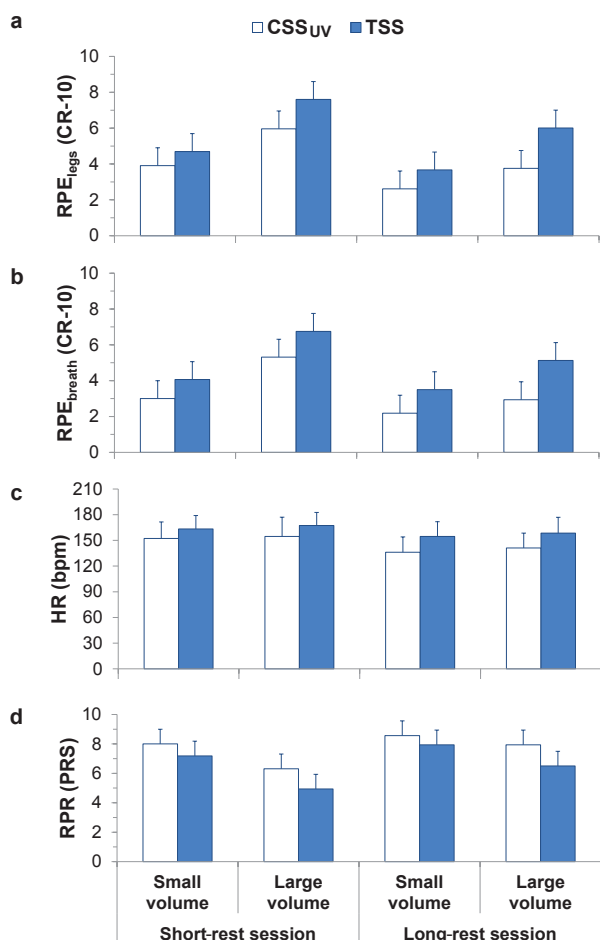 a
CSSUV TSS
RPElegs (CR-10)
10
8
6
4
2
0
b
RPEbreath (CR-10)
10
8
6
4
2
0
c
HR (bpm)
210
180
150
120
90
60
30
0
d
RPR (PRS)
10
8
6
4
2
0
Small volume
Large volume
Small volume
Large volume
Short-rest session
Long-rest session